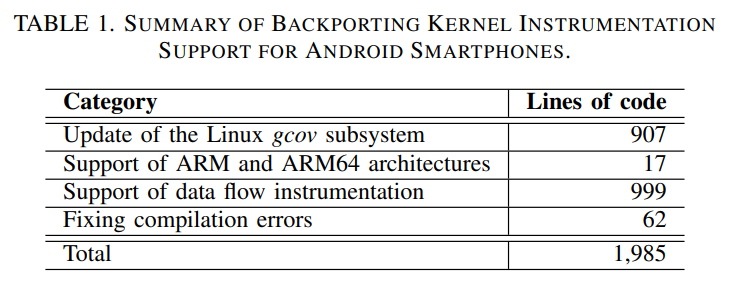 TABLE 1. SUMMARY OF BACKPORTING KERNEL INSTRUMENTATION
SUPPORT FOR ANDROID SMARTPHONES.
Category Lines of code
Update of the Linux gcov subsystem 907
Support of ARM and ARM64 architectures 17
Support of data flow instrumentation 999
Fixing compilation errors 62
Total 1,985